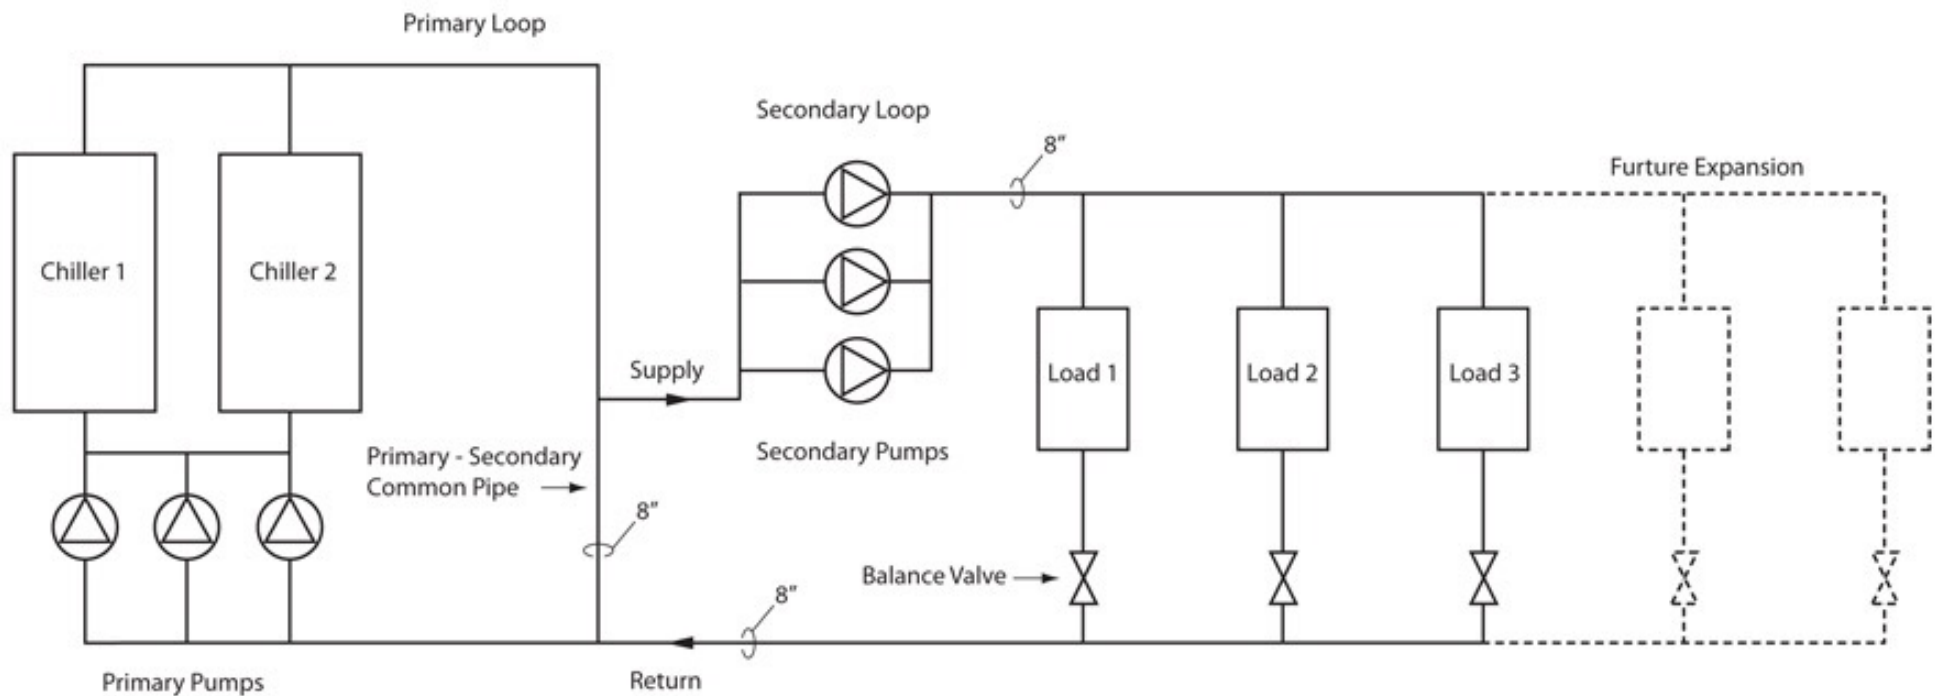 Primary Loop
Secondary Loop
8"
Furture Expansion
Chiller 1
Chiller 2
Supply
Load 1
Load 2
Load 3
Primary - Secondary
Common Pipe
Secondary Pumps
8"
Balance Valve
8"
Primary Pumps
Return